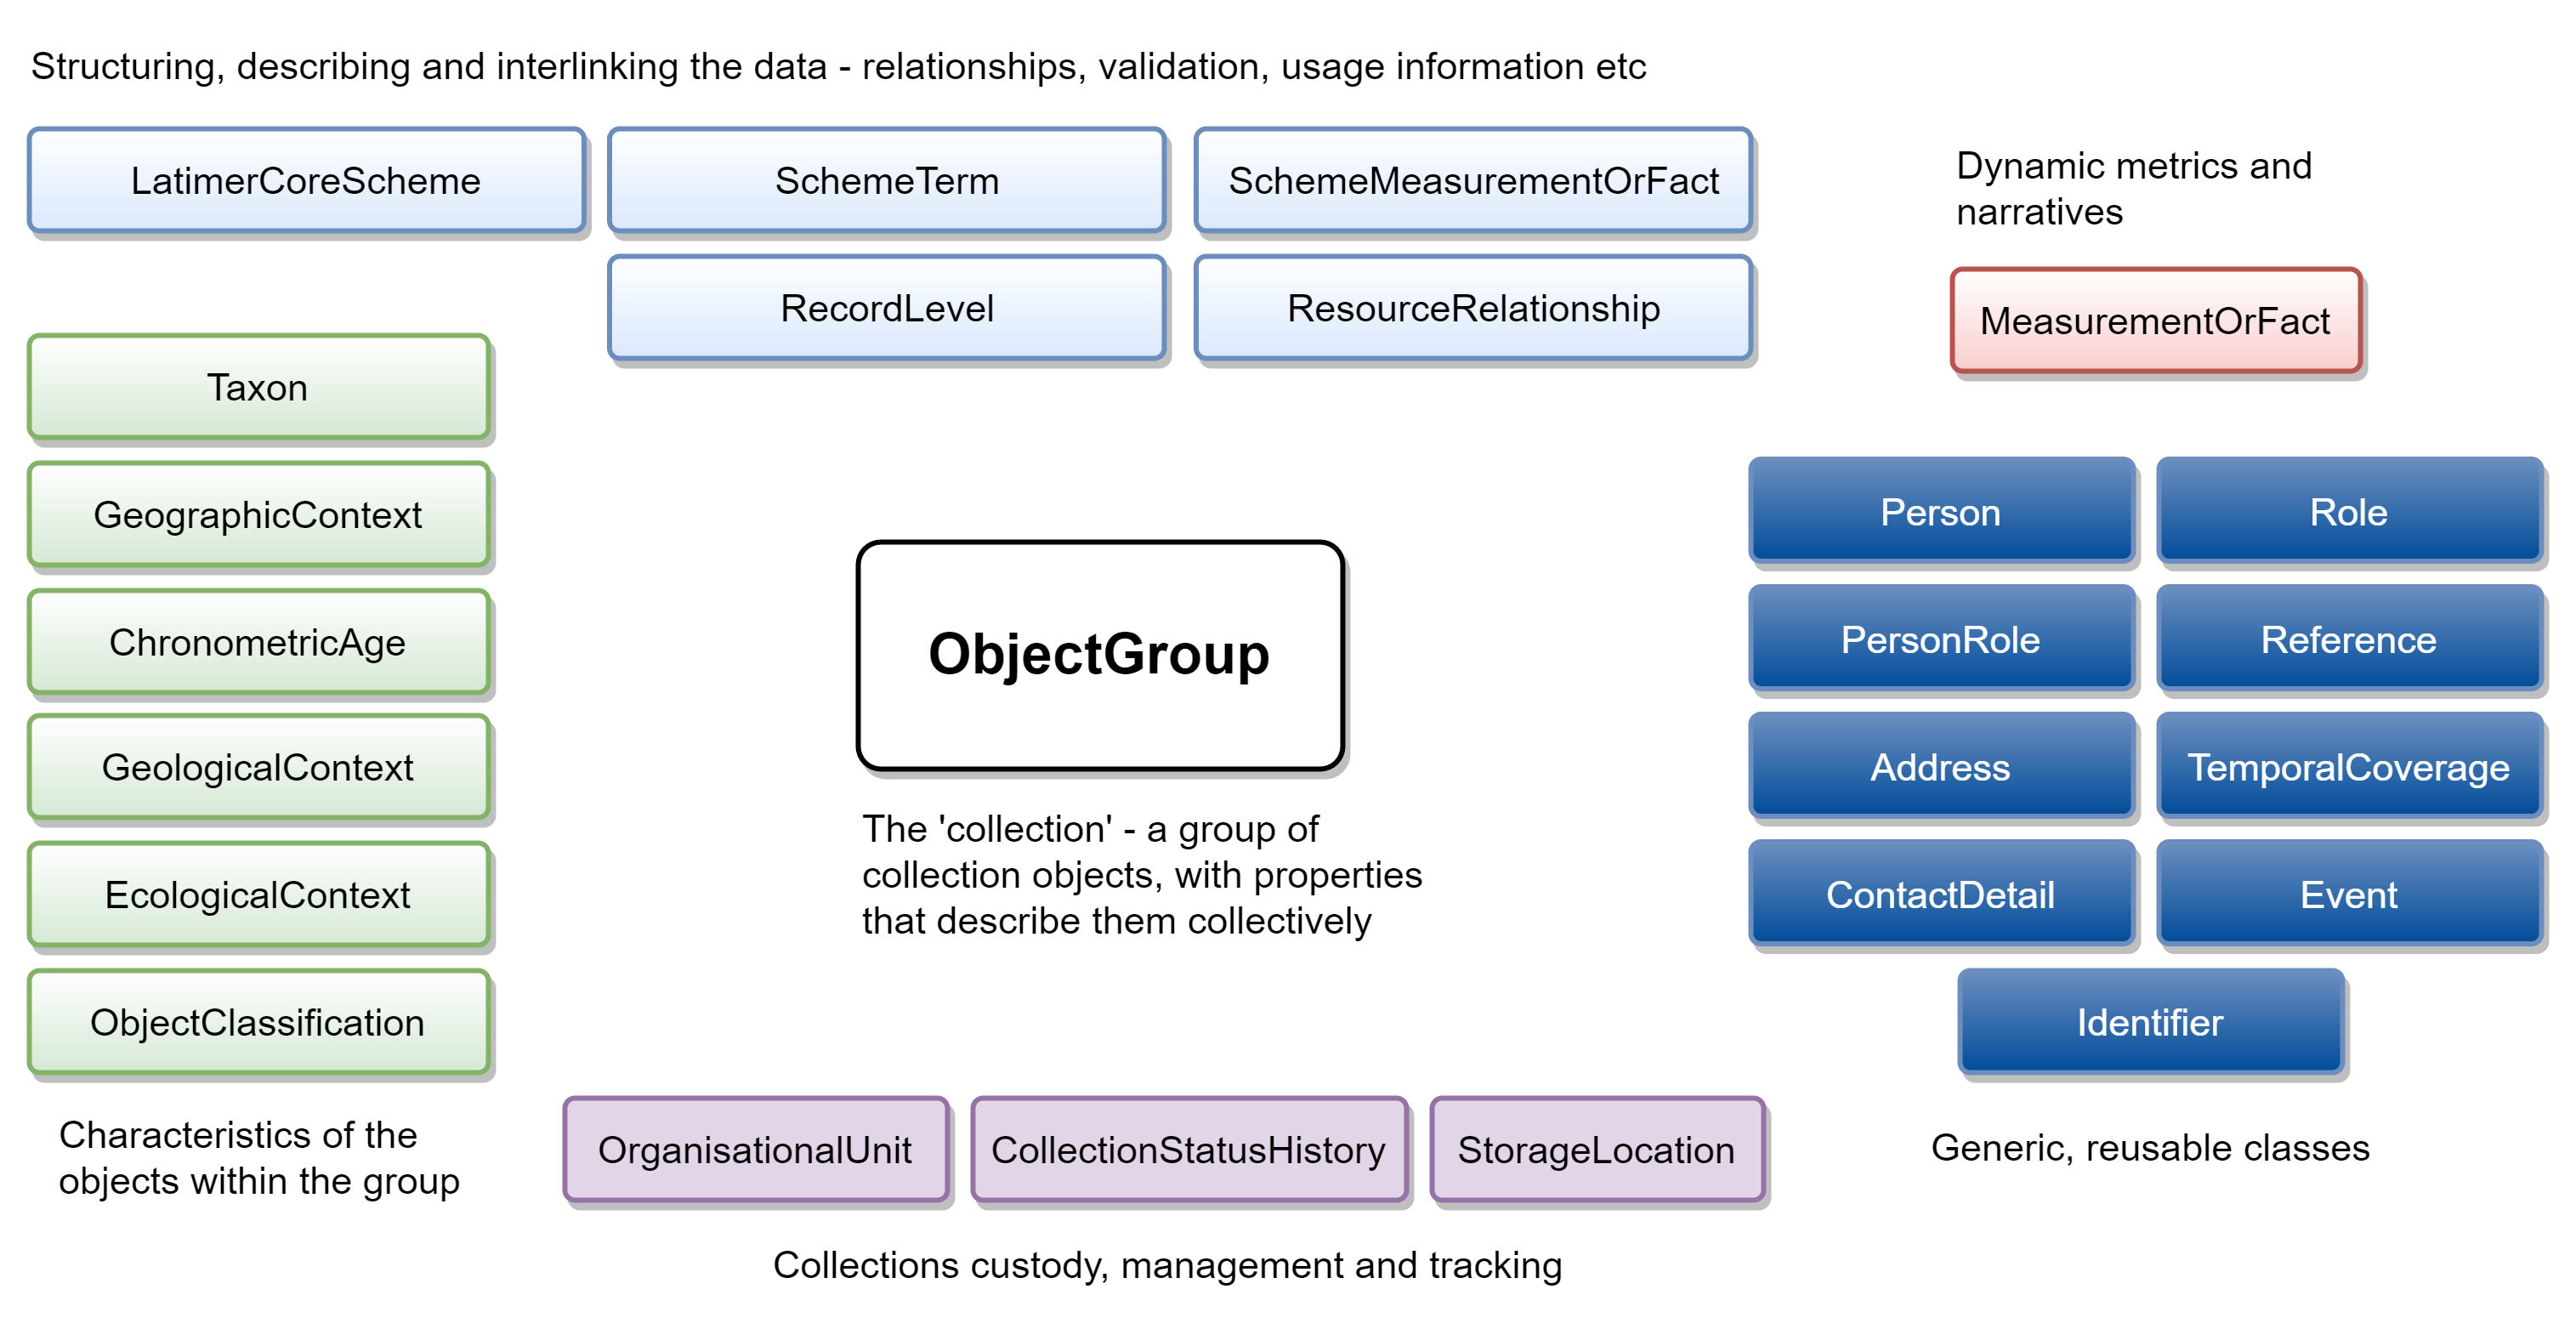 Structuring, describing and interlinking the data - relationships, validation, usage information etc
LatimerCoreScheme
SchemeTerm
SchemeMeasurementOrFact
RecordLevel
ResourceRelationship
Dynamic metrics and
narratives
MeasurementOrFact
Taxon
GeographicContext
ChronometricAge
GeologicalContext
EcologicalContext
ObjectClassification
Characteristics of the
objects within the group
ObjectGroup
The 'collection' - a group of
collection objects, with properties
that describe them collectively
Person
Role
PersonRole
Reference
Address
TemporalCoverage
ContactDetail
Event
Identifier
Generic, reusable classes
OrganisationalUnit
CollectionStatusHistory
StorageLocation
Collections custody, management and tracking